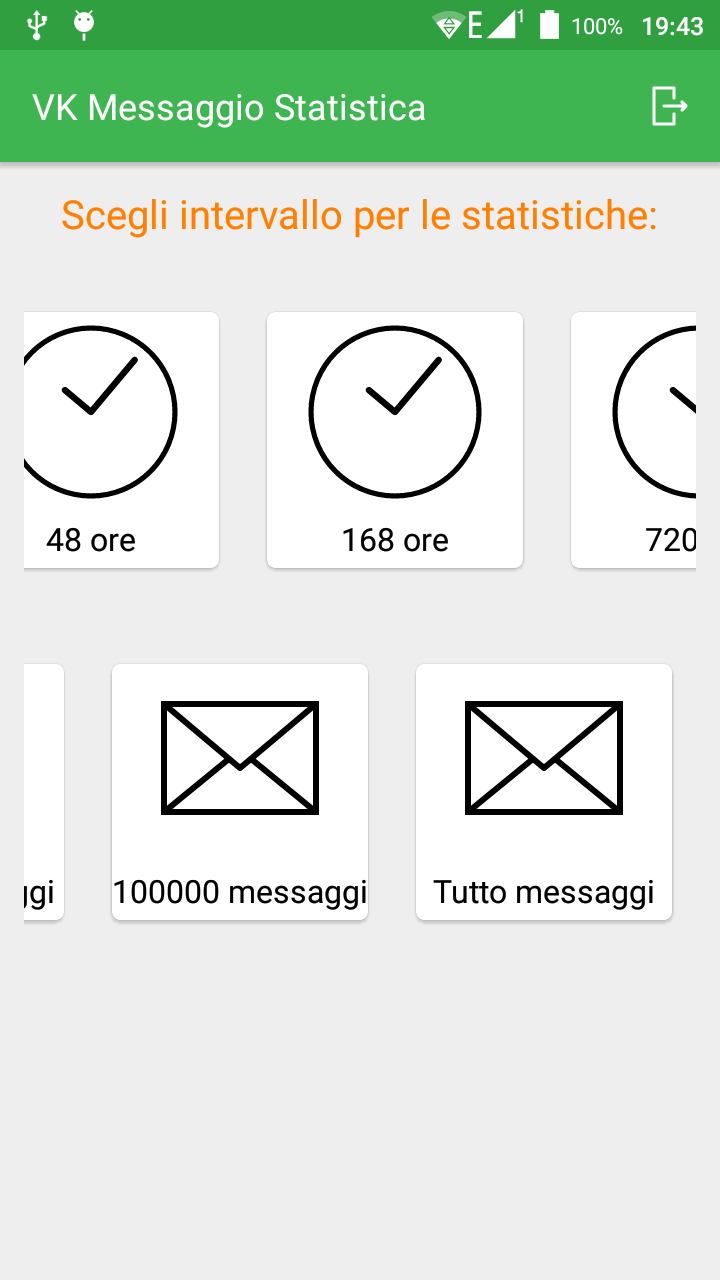 E 1 100% 19:43
VK Messaggio Statistica
Scegli intervallo per le statistiche:
48 ore 168 ore 720
ggi 100000 messaggi Tutto messaggi